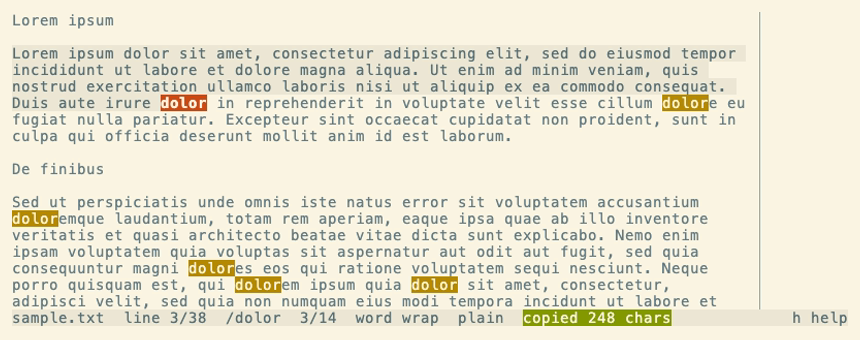 Lorem ipsum
Lorem ipsum dolor sit amet, consectetur adipiscing elit, sed do eiusmod tempor
incididunt ut labore et dolore magna aliqua. Ut enim ad minim veniam, quis
nostrud exercitation ullamco laboris nisi ut aliquip ex ea commodo consequat.
Duis aute irure dolor in reprehenderit in voluptate velit esse cillum dolore eu
fugiat nulla pariatur. Excepteur sint occaecat cupidatat non proident, sunt in
culpa qui officia deserunt mollit anim id est laborum.
De finibus
Sed ut perspiciatis unde omnis iste natus error sit voluptatem accusantium
doloremque laudantium, totam rem aperiam, eaque ipsa quae ab illo inventore
veritatis et quasi architecto beatae vitae dicta sunt explicabo. Nemo enim
ipsam voluptatem quia voluptas sit aspernatur aut odit aut fugit, sed quia
consequuntur magni dolores eos qui ratione voluptatem sequi nesciunt. Neque
porro quisquam est, qui dolorem ipsum quia dolor sit amet, consectetur,
adipisci velit, sed quia non numquam eius modi tempora incidunt ut labore et
sample.txt  line 3/38  /dolor  3/14  word wrap  plain  copied 248 chars  h help